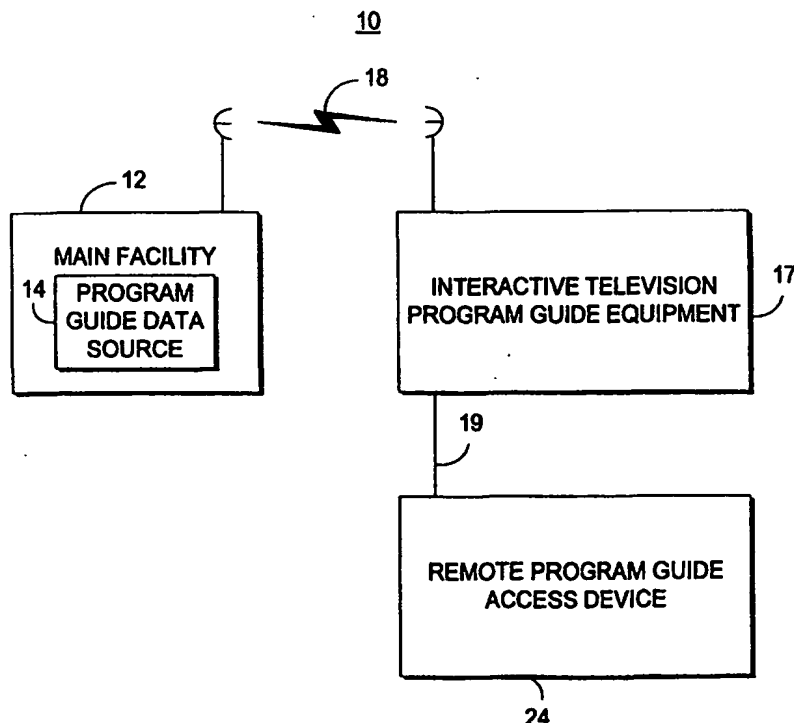 10
18
12
MAIN FACILITY
14
PROGRAM
GUIDE DATA
SOURCE
INTERACTIVE TELEVISION
PROGRAM GUIDE EQUIPMENT
17
19
REMOTE PROGRAM GUIDE
ACCESS DEVICE
24